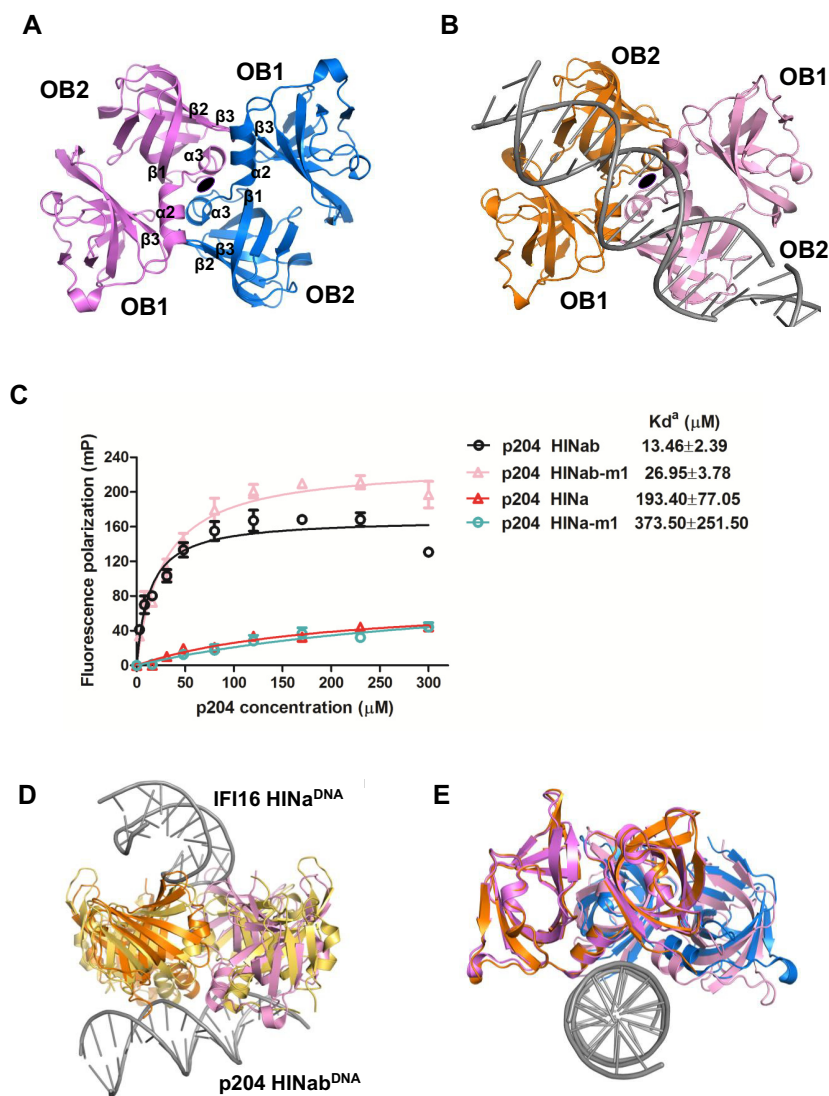 A
OB2
OB1
β2
β3
β3
α3
α2
β1
β1
α2
α3
β3
β3
β2
OB1
OB2
B
OB2
OB1
OB1
OB2
C
Kdᵃ (μM)
p204 HINab 13.46±2.39
p204 HINab-m1 26.95±3.78
p204 HINa 193.40±77.05
p204 HINa-m1 373.50±251.50
Fluorescence polarization (mP)
240
200
160
120
80
40
0
0 50 100 150 200 250 300
p204 concentration (μM)
D
IFI16 HINaᴰᴺᴬ
p204 HINabᴰᴺᴬ
E